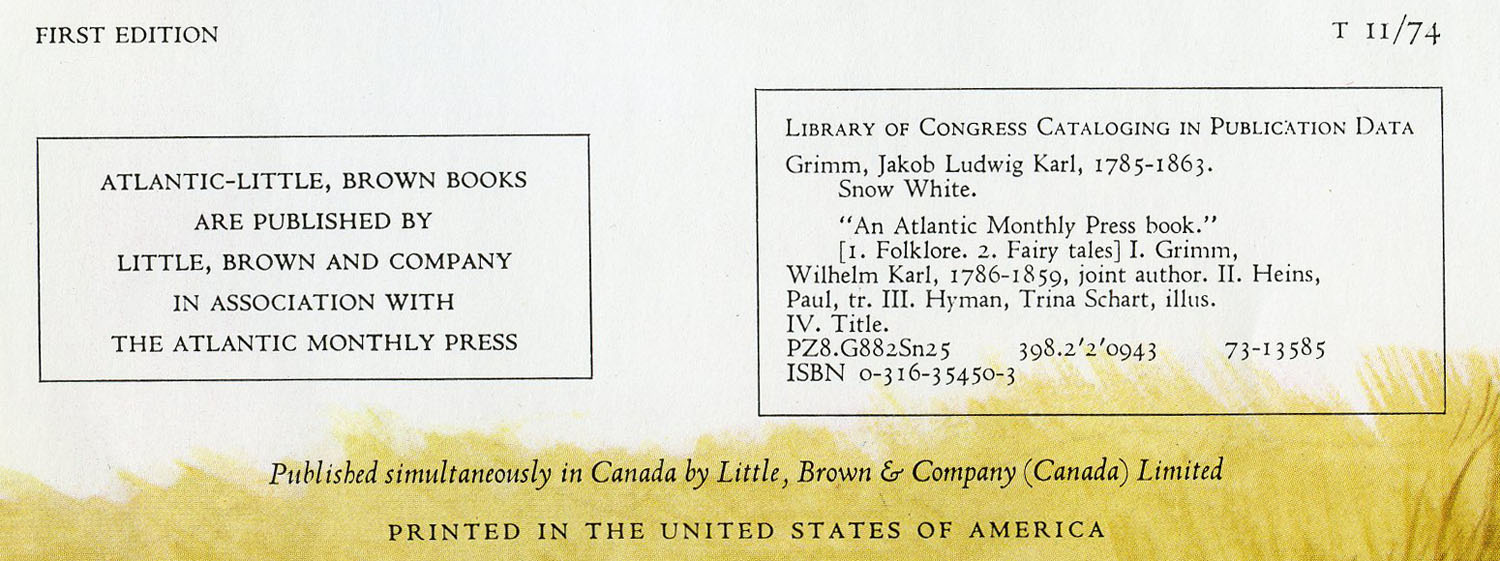 FIRST EDITION
T 11/74
ATLANTIC-LITTLE, BROWN BOOKS
ARE PUBLISHED BY
LITTLE, BROWN AND COMPANY
IN ASSOCIATION WITH
THE ATLANTIC MONTHLY PRESS
LIBRARY OF CONGRESS CATALOGING IN PUBLICATION DATA
Grimm, Jakob Ludwig Karl, 1785-1863.
Snow White.
"An Atlantic Monthly Press book."
[1. Folklore. 2. Fairy tales] I. Grimm,
Wilhelm Karl, 1786-1859, joint author. II. Heins,
Paul, tr. III. Hyman, Trina Schart, illus.
IV. Title.
PZ8.G882Sn25 398.2'2'0943 73-13585
ISBN 0-316-35450-3
Published simultaneously in Canada by Little, Brown & Company (Canada) Limited
PRINTED IN THE UNITED STATES OF AMERICA